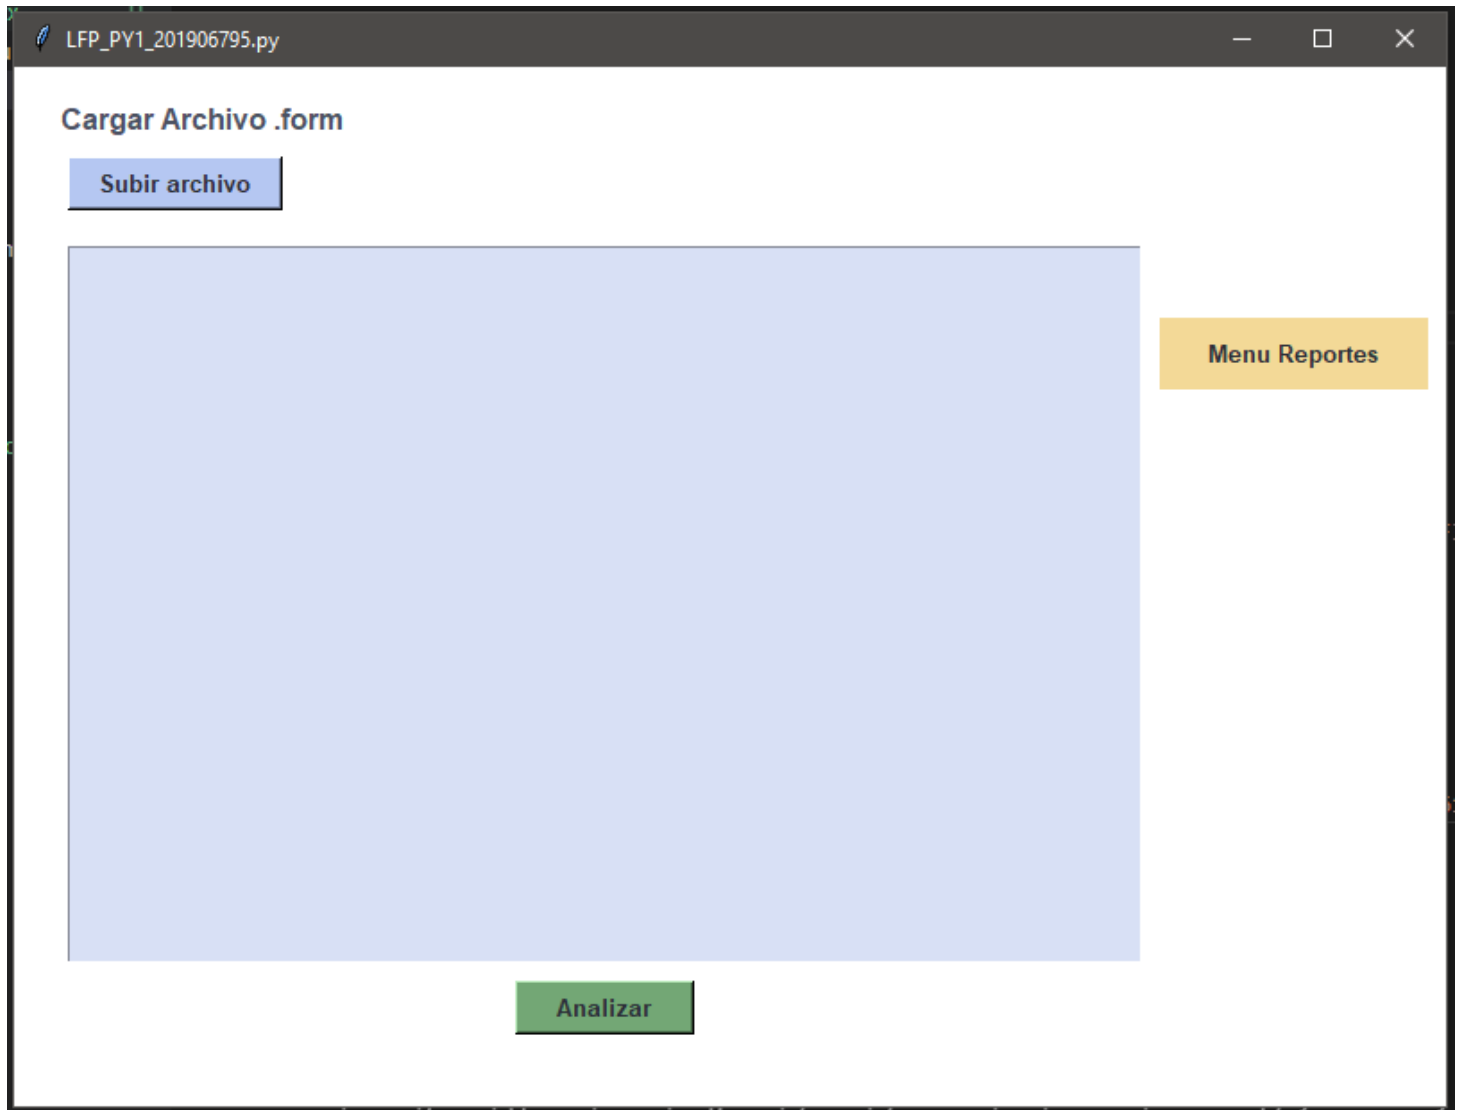 LFP_PY1_201906795.py
Cargar Archivo .form
Subir archivo
Menu Reportes
Analizar